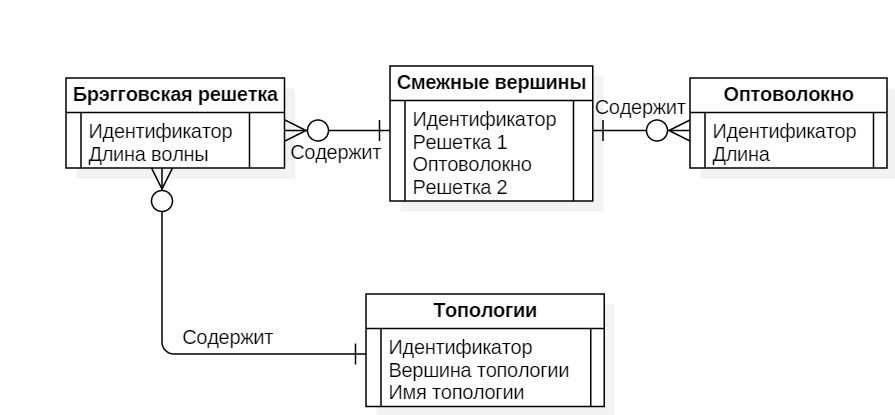 Брэгговская решетка
Идентификатор
Длина волны
Содержит
Смежные вершины
Идентификатор
Решетка 1
Оптоволокно
Решетка 2
Содержит
Оптоволокно
Идентификатор
Длина
Содержит
Топологии
Идентификатор
Вершина топологии
Имя топологии